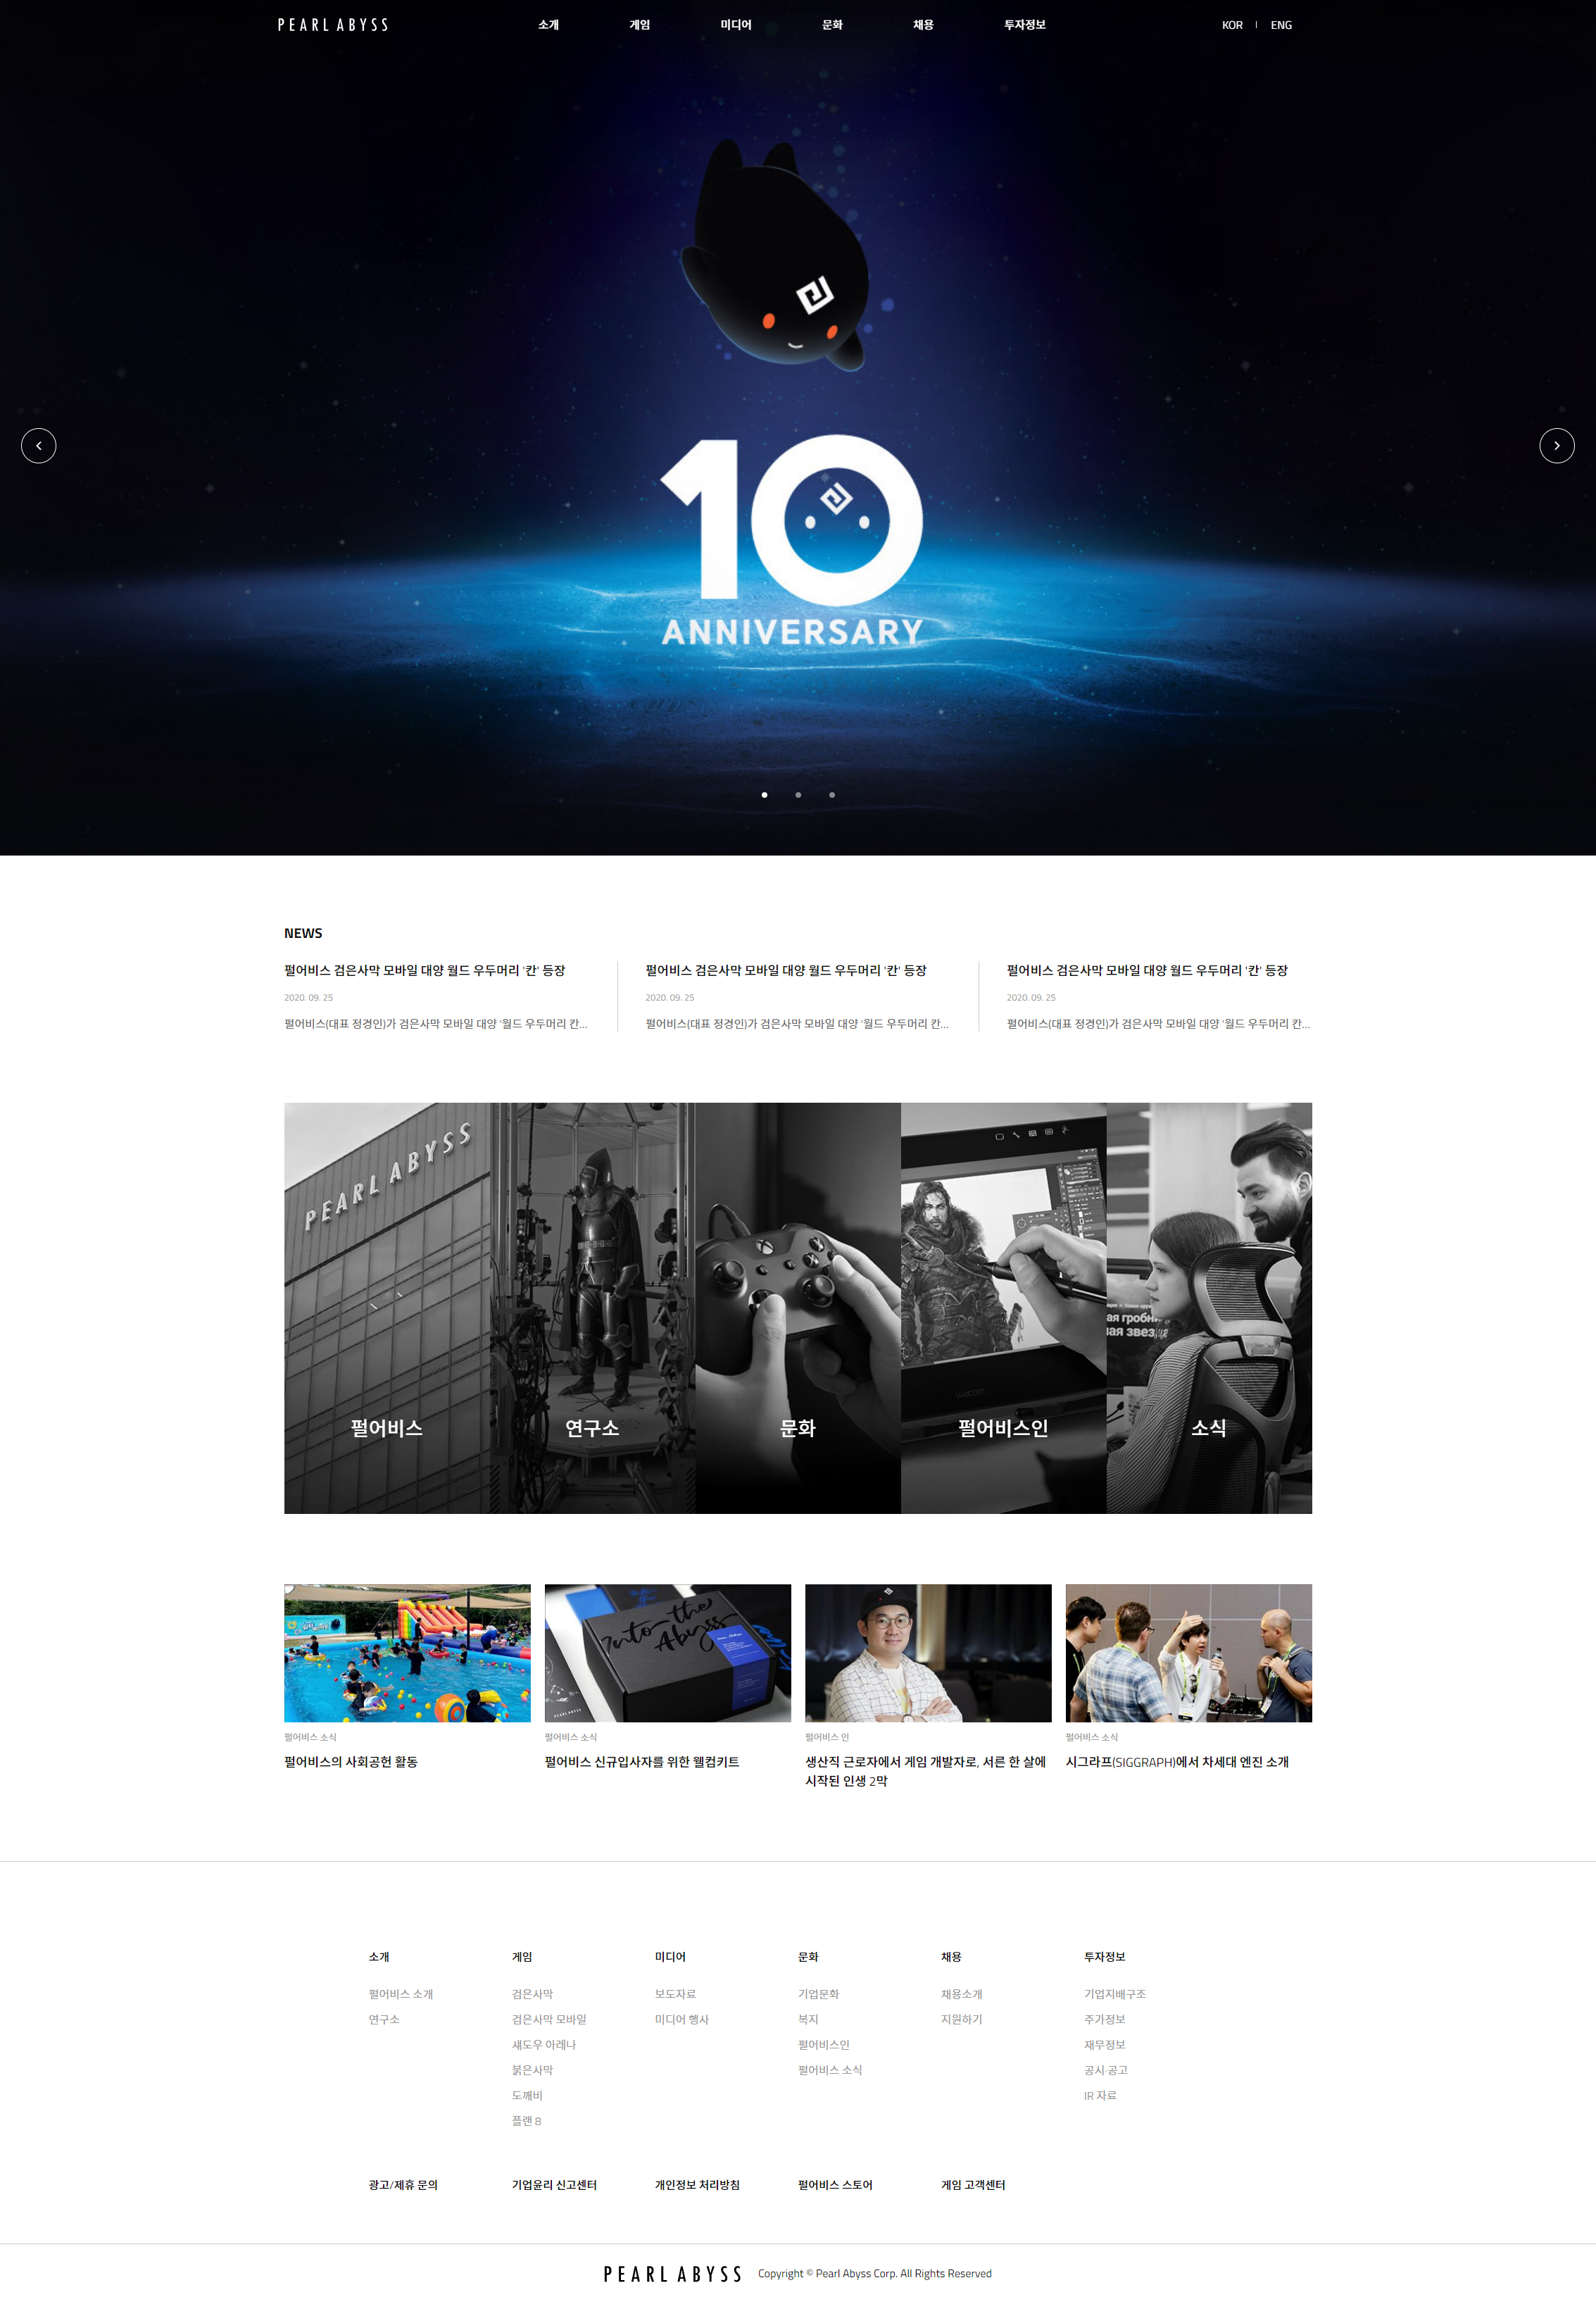 PEARL ABYSS
소개 게임 미디어 문화 채용 투자정보
KOR ENG
10
ANNIVERSARY
NEWS
펄어비스 검은사막 모바일 대양 월드 우두머리 '칸' 등장
2020. 09. 25
펄어비스(대표 정경인)가 검은사막 모바일 대양 '월드 우두머리 칸...
펄어비스 검은사막 모바일 대양 월드 우두머리 '칸' 등장
2020. 09. 25
펄어비스(대표 정경인)가 검은사막 모바일 대양 '월드 우두머리 칸...
펄어비스 검은사막 모바일 대양 월드 우두머리 '칸' 등장
2020. 09. 25
펄어비스(대표 정경인)가 검은사막 모바일 대양 '월드 우두머리 칸...
PEARL ABYSS
wacom
펄어비스
연구소
문화
펄어비스인
소식
Into the
Abyss
PEARL ABYSS
펄어비스 소식
펄어비스의 사회공헌 활동
펄어비스 소식
펄어비스 신규입사자를 위한 웰컴키트
펄어비스 인
생산직 근로자에서 게임 개발자로, 서른 한 살에
시작된 인생 2막
펄어비스 소식
시그라프(SIGGRAPH)에서 차세대 엔진 소개
소개
펄어비스 소개
연구소
게임
검은사막
검은사막 모바일
섀도우 아레나
붉은사막
도깨비
플랜 8
미디어
보도자료
미디어 행사
문화
기업문화
복지
펄어비스인
펄어비스 소식
채용
채용소개
지원하기
투자정보
기업지배구조
주가정보
재무정보
공시·공고
IR 자료
광고/제휴 문의
기업윤리 신고센터
개인정보 처리방침
펄어비스 스토어
게임 고객센터
PEARL ABYSS Copyright © Pearl Abyss Corp. All Rights Reserved